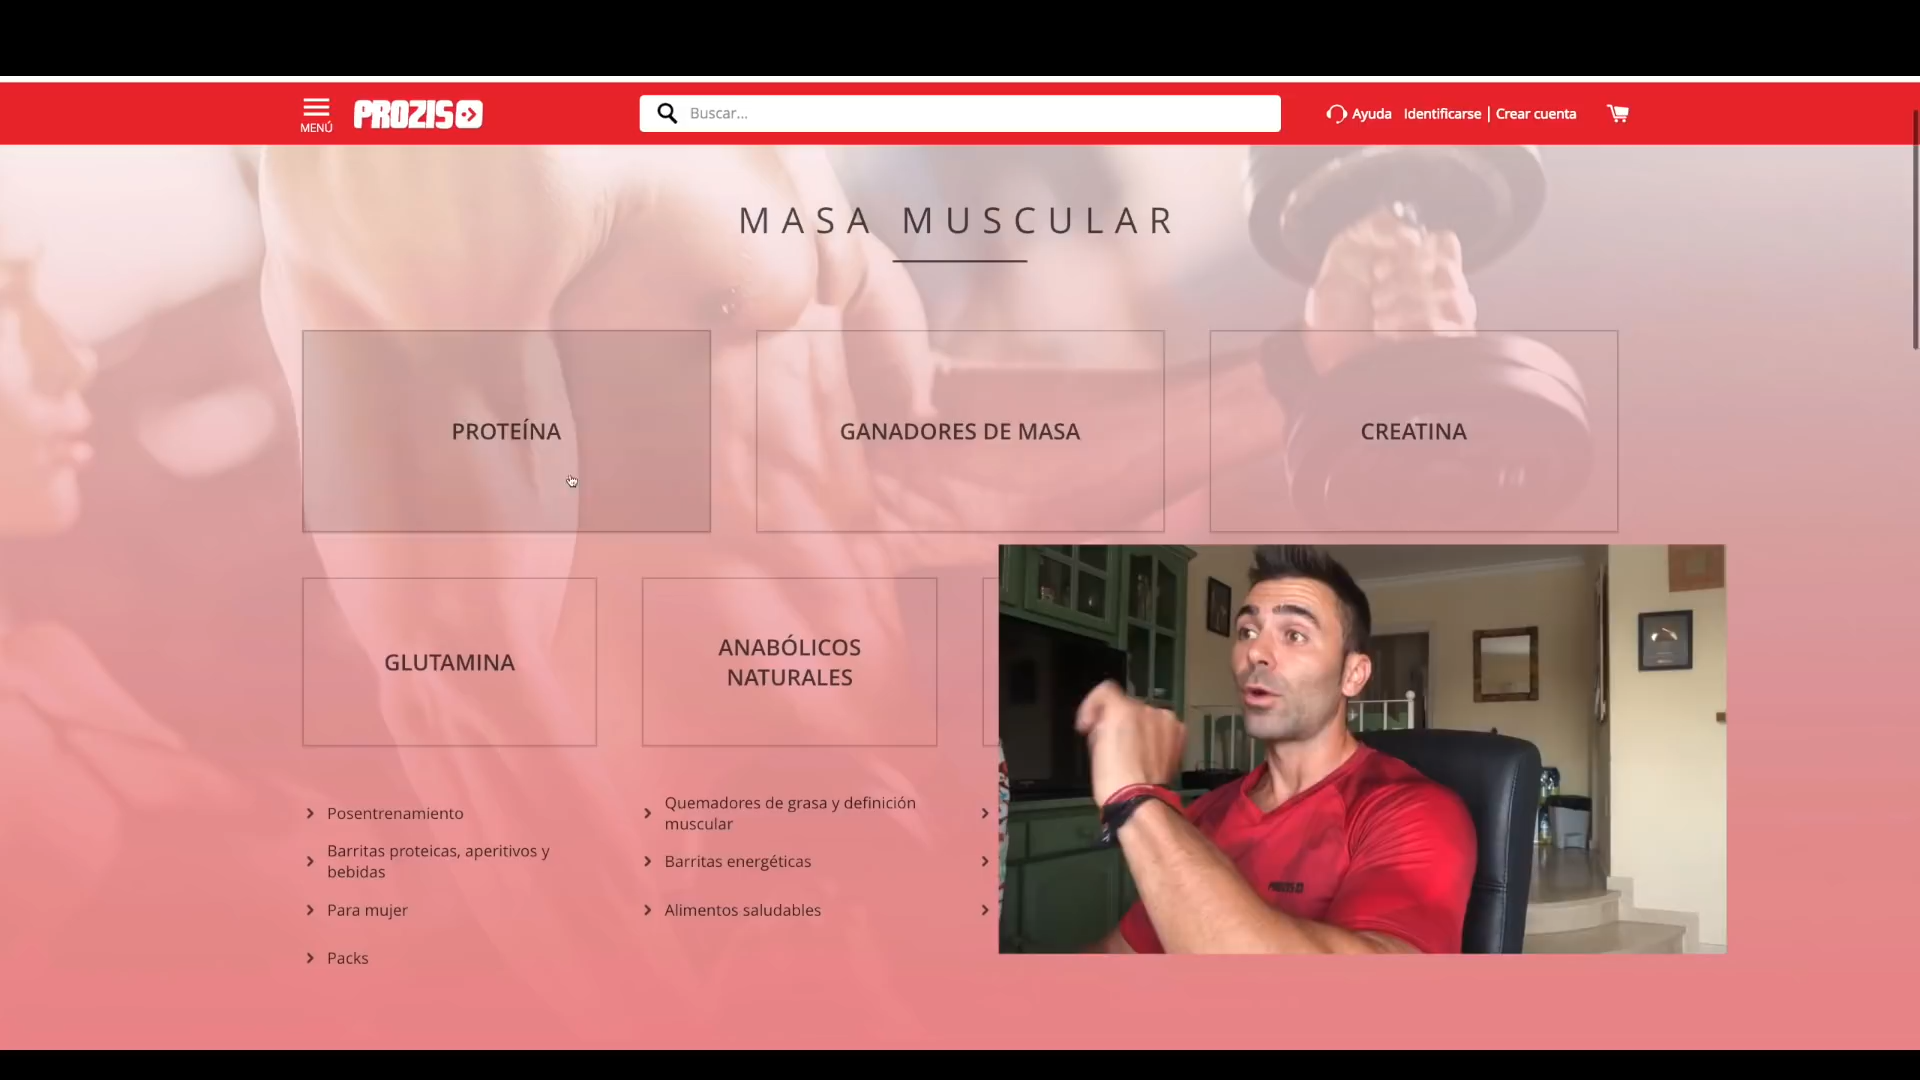 MENÚ
PROZIS
Buscar...
Ayuda
Identificarse | Crear cuenta
MASA MUSCULAR
PROTEÍNA
GANADORES DE MASA
CREATINA
GLUTAMINA
ANABÓLICOS
NATURALES
Posentrenamiento
Barritas proteicas, aperitivos y
bebidas
Para mujer
Packs
Quemadores de grasa y definición
muscular
Barritas energéticas
Alimentos saludables
PROZIS